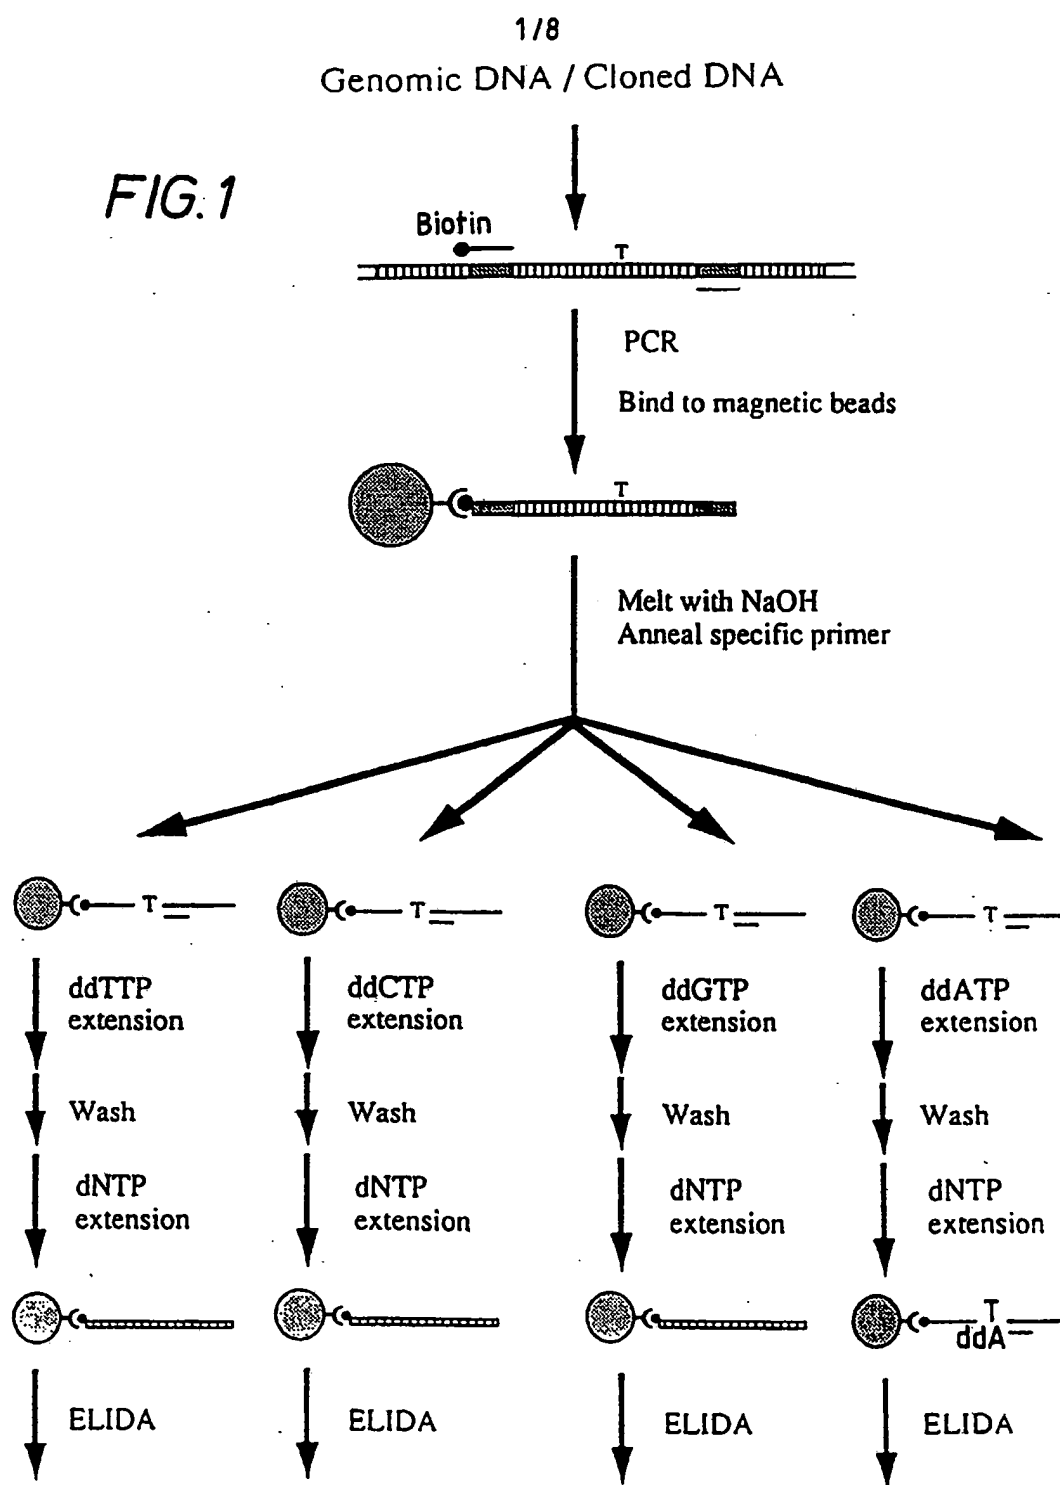 1/8
Genomic DNA / Cloned DNA
FIG.1
Biotin
T
PCR
Bind to magnetic beads
T
Melt with NaOH
Anneal specific primer
T T T T
ddTTP ddCTP ddGTP ddATP
extension extension extension extension
Wash Wash Wash Wash
dNTP dNTP dNTP dNTP
extension extension extension extension
T
ddA
ELIDA ELIDA ELIDA ELIDA